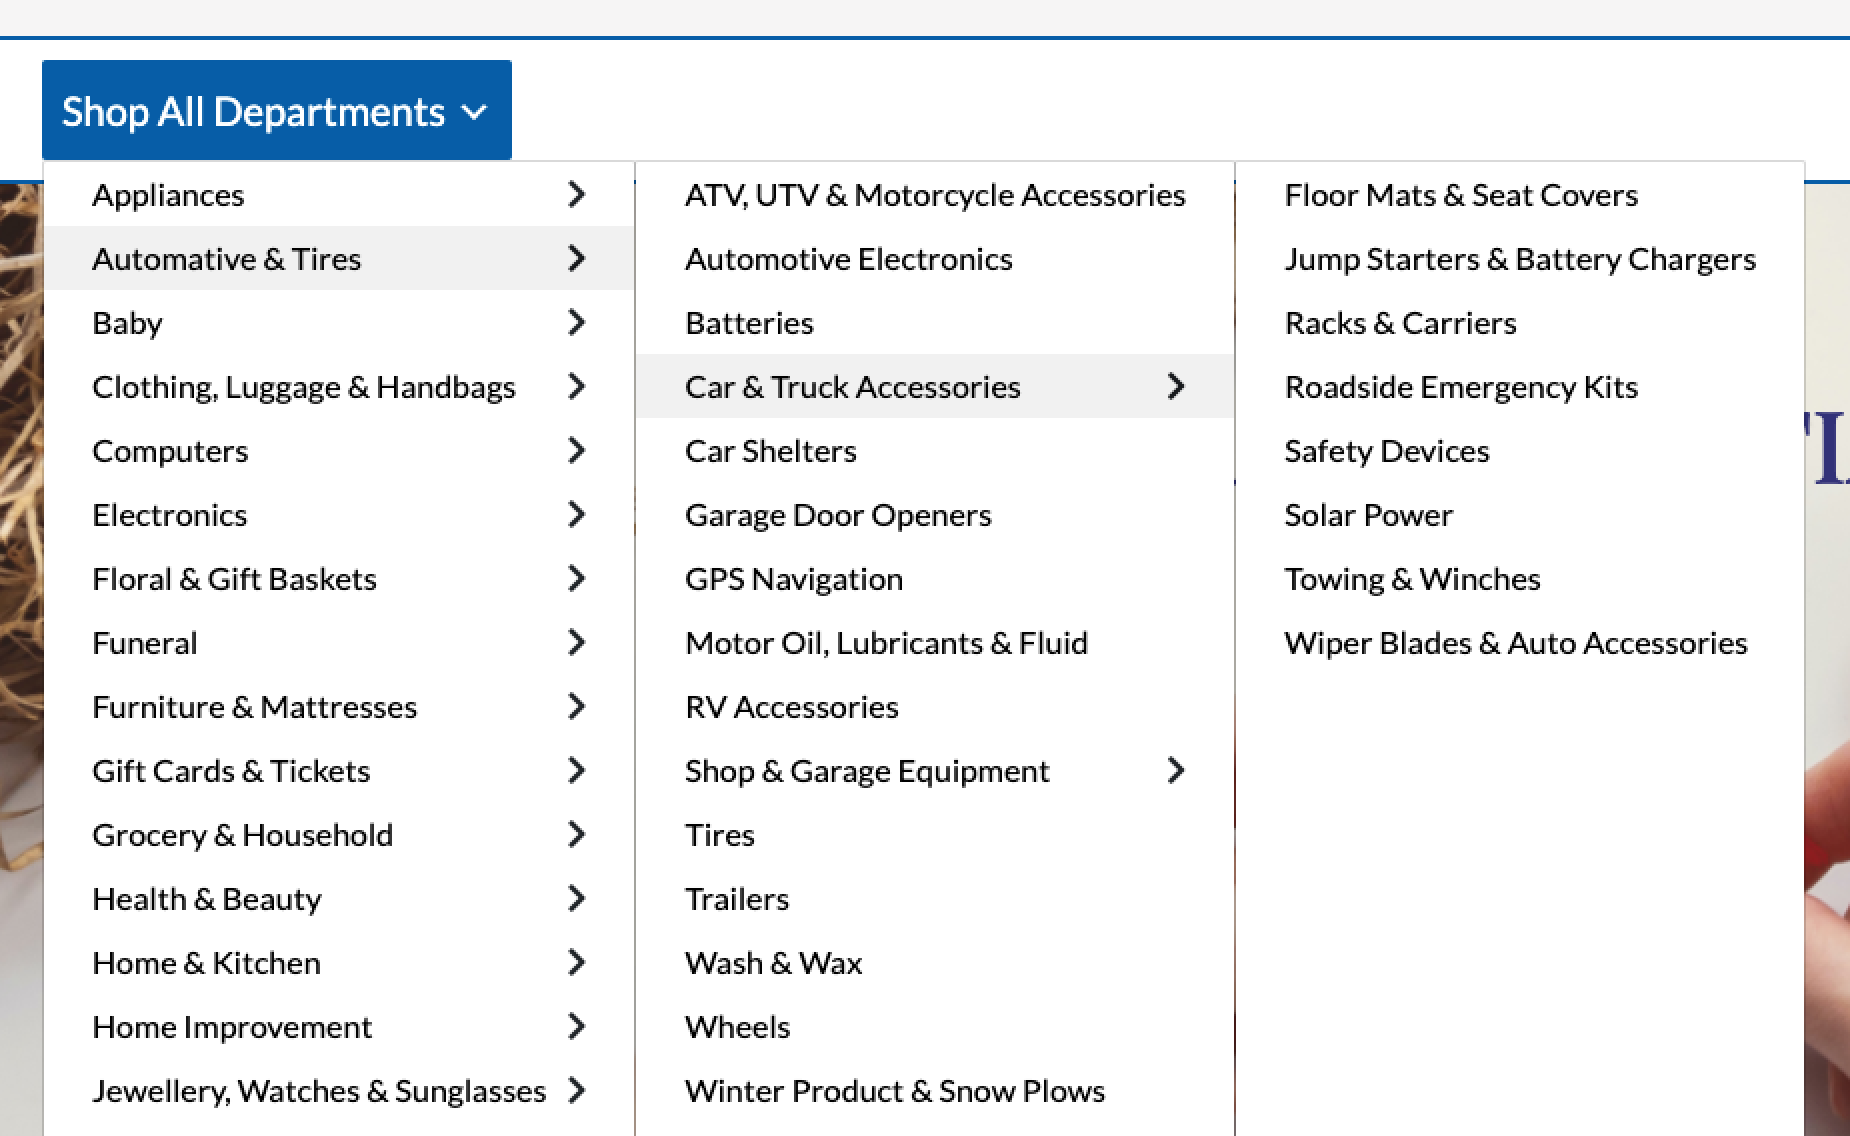 Shop All Departments
Appliances
Automative & Tires
Baby
Clothing, Luggage & Handbags
Computers
Electronics
Floral & Gift Baskets
Funeral
Furniture & Mattresses
Gift Cards & Tickets
Grocery & Household
Health & Beauty
Home & Kitchen
Home Improvement
Jewellery, Watches & Sunglasses
ATV, UTV & Motorcycle Accessories
Automotive Electronics
Batteries
Car & Truck Accessories
Car Shelters
Garage Door Openers
GPS Navigation
Motor Oil, Lubricants & Fluid
RV Accessories
Shop & Garage Equipment
Tires
Trailers
Wash & Wax
Wheels
Winter Product & Snow Plows
Floor Mats & Seat Covers
Jump Starters & Battery Chargers
Racks & Carriers
Roadside Emergency Kits
Safety Devices
Solar Power
Towing & Winches
Wiper Blades & Auto Accessories